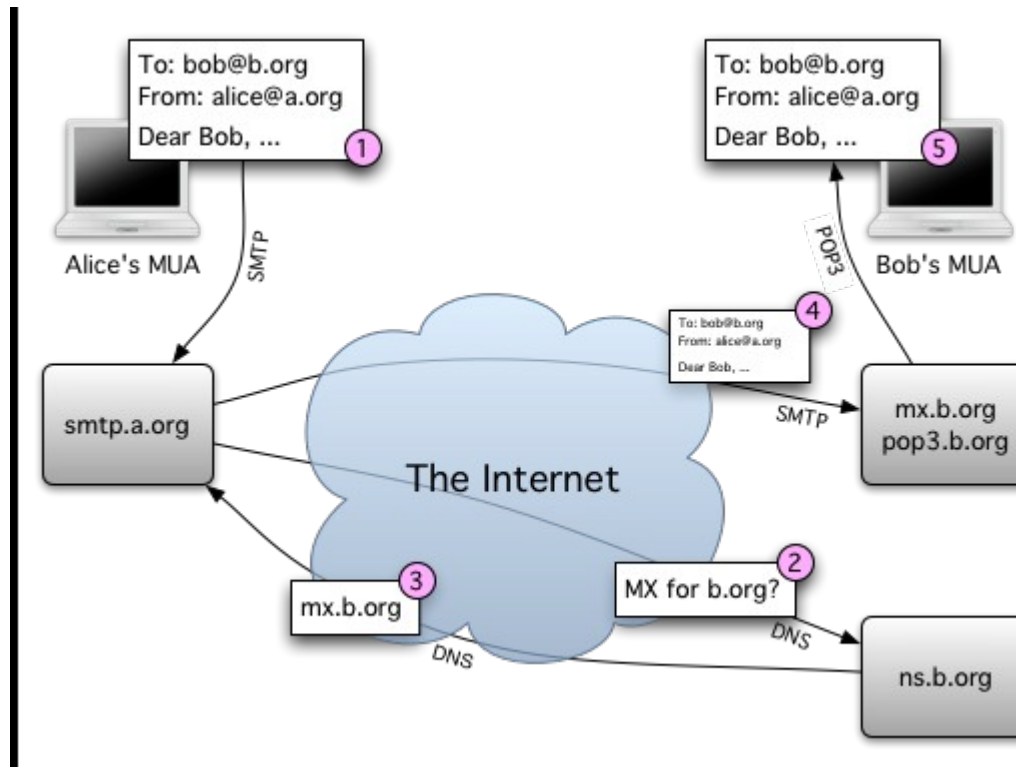 To: bob@b.org
From: alice@a.org
Dear Bob, ...
1
Alice's MUA
SMTP
To: bob@b.org
From: alice@a.org
Dear Bob, ...
5
Bob's MUA
POP3
To: bob@b.org
From: alice@a.org
Dear Bob, ...
4
SMTP
smtp.a.org
mx.b.org
pop3.b.org
The Internet
MX for b.org?
2
DNS
mx.b.org
3
DNS
ns.b.org